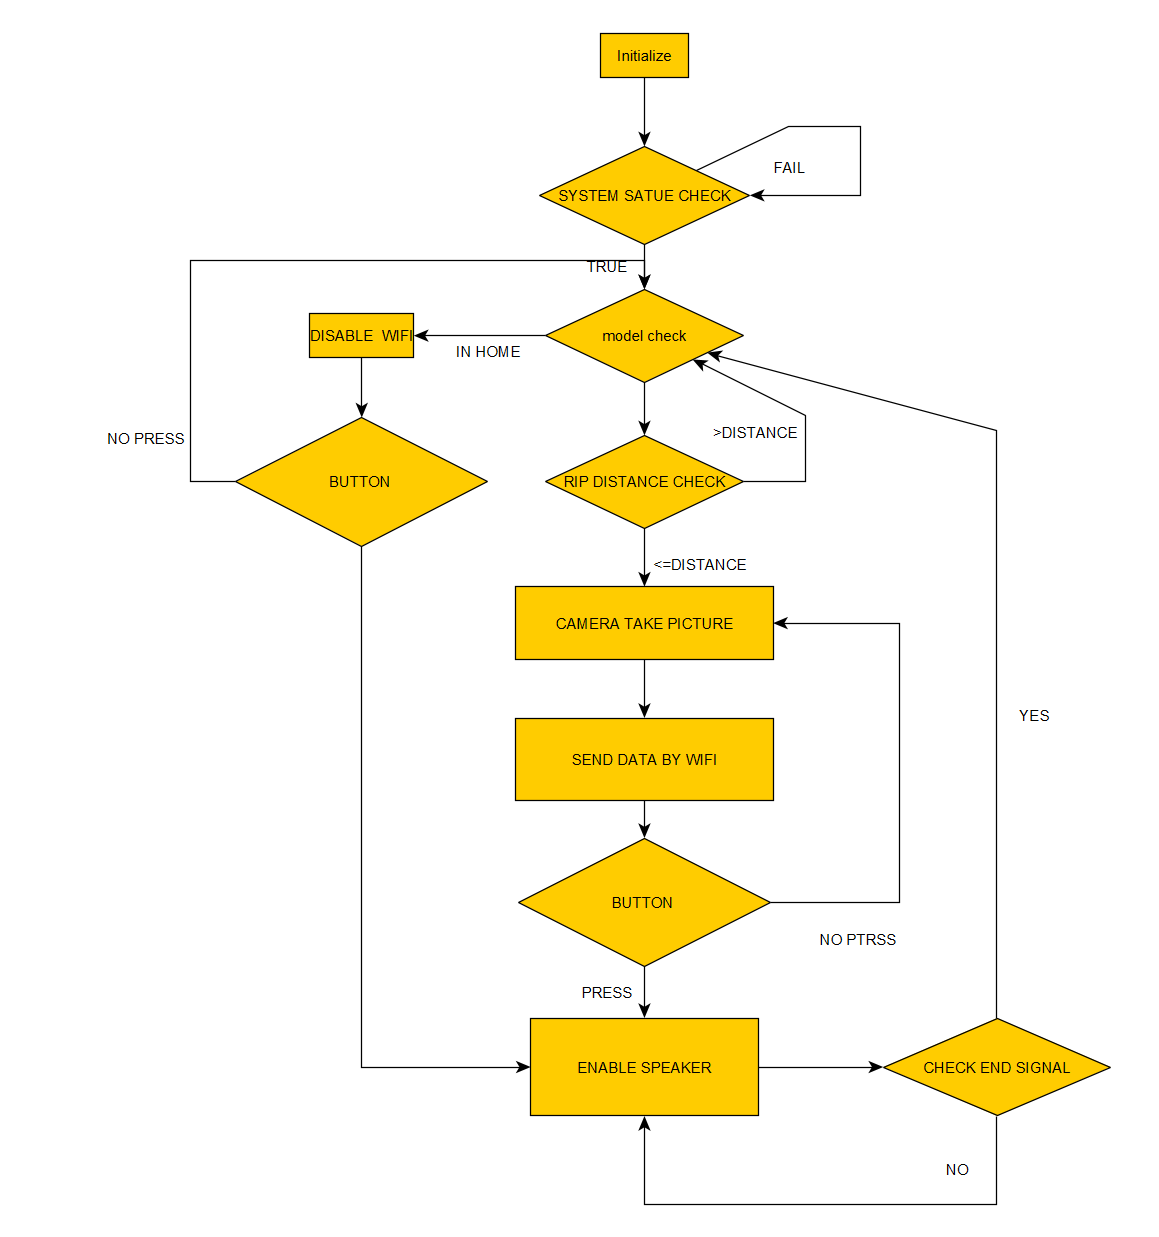 Initialize
FAIL
SYSTEM SATUE CHECK
TRUE
DISABLE  WIFI
model check
IN HOME
NO PRESS
>DISTANCE
BUTTON
RIP DISTANCE CHECK
<=DISTANCE
CAMERA TAKE PICTURE
YES
SEND DATA BY WIFI
BUTTON
NO PTRSS
PRESS
ENABLE SPEAKER
CHECK END SIGNAL
NO